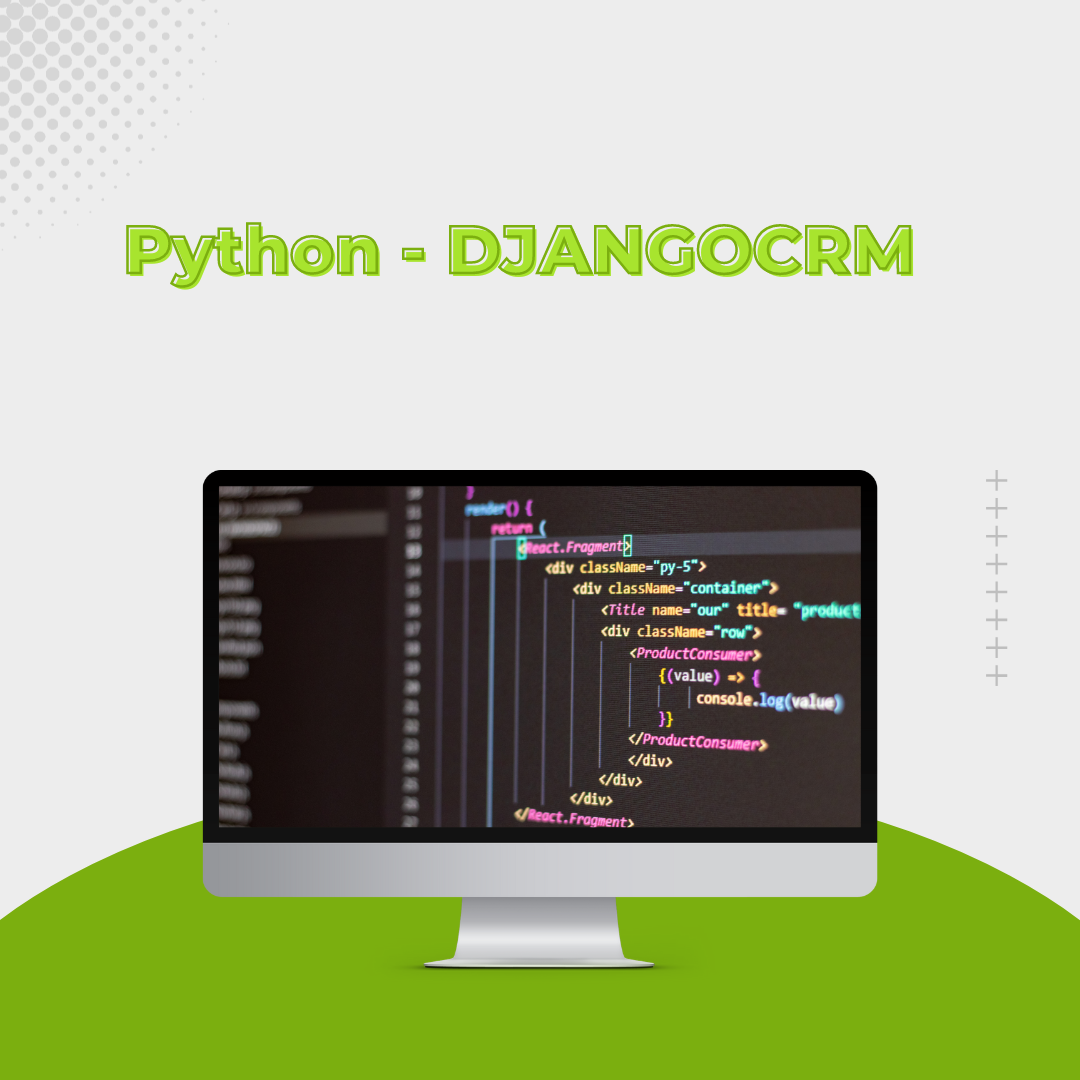 Python - DJANGOCRM
}
render() {
return (
<React.Fragment>
<div className="py-5">
<div className="container">
<Title name="our" title= "product
<div className="row">
<ProductConsumer>
{(value) => {
console.log(value)
}}
</ProductConsumer>
</div>
</div>
</div>
</React.Fragment>